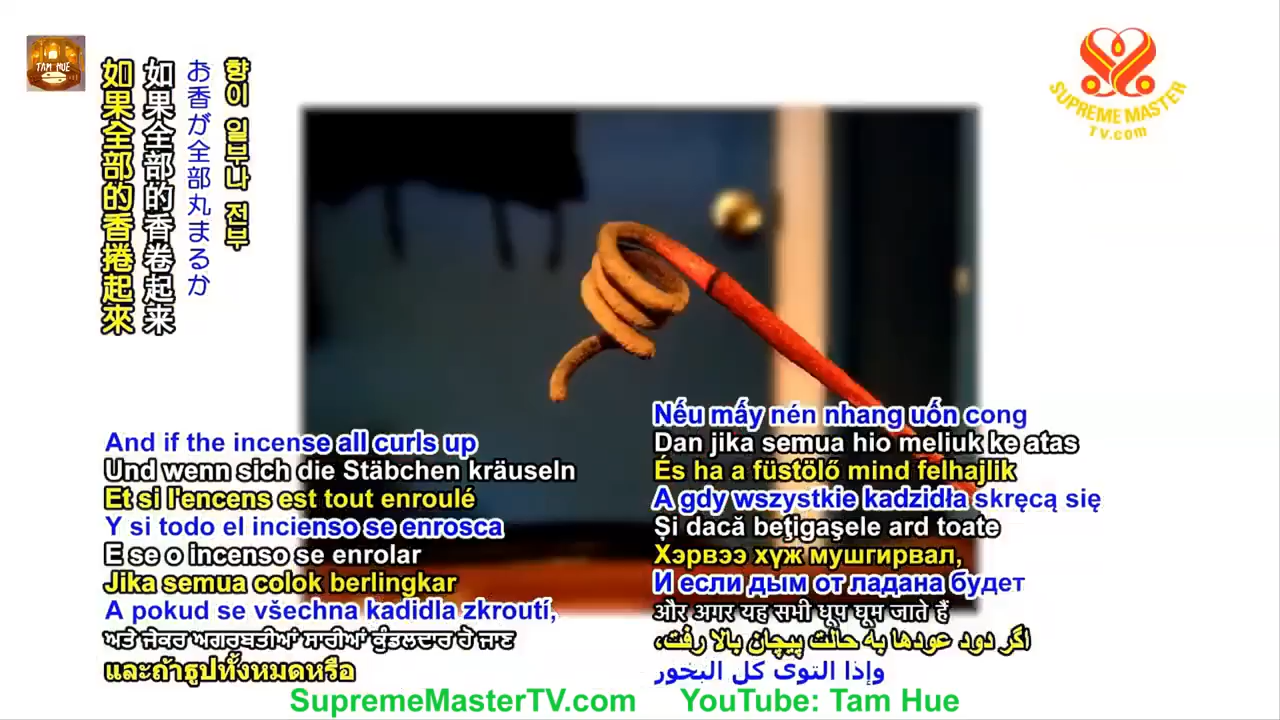 TAM HUE
如果全部的香捲起來
如果全部的香卷起来
お香が全部丸まるか
향이 일부나 전부
SUPREME MASTER
TV.com
And if the incense all curls up
Und wenn sich die Stäbchen kräuseln
Et si l'encens est tout enroulé
Y si todo el incienso se enrosca
E se o incenso se enrolar
Jika semua colok berlingkar
A pokud se všechna kadidla zkroutí,
ਅਤੇ ਜੇਕਰ ਅਗਰਬਤੀਆਂ ਸਾਰੀਆਂ ਕੁੰਡਲਦਾਰ ਹੋ ਜਾਣ
และถ้าธูปทั้งหมดหรือ
Nếu mấy nén nhang uốn cong
Dan jika semua hio meliuk ke atas
És ha a füstölő mind felhajlik
A gdy wszystkie kadzidła skręcą się
Și dacă beţigaşele ard toate
Хэрвээ хүж мушгирвал,
И если дым от ладана будет
और अगर यह सभी धूप घूम जाते हैं
اگر دود عودها به حالت پیچان بالا رفت،
وإذا التوى كل البخور
SupremeMasterTV.com YouTube: Tam Hue